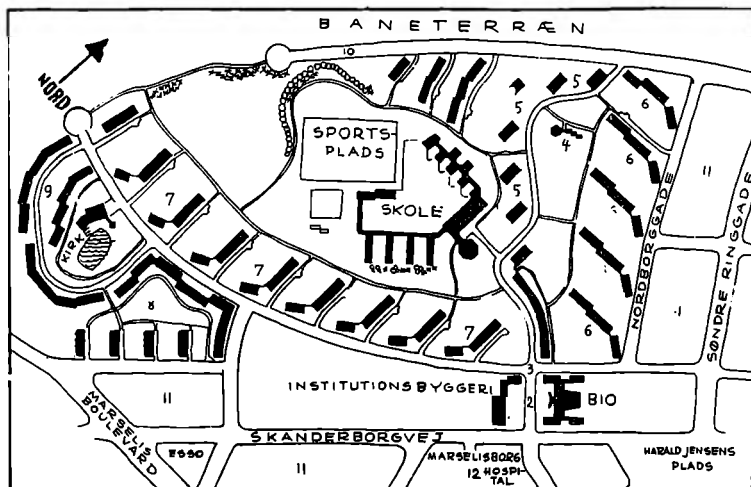 BANETERRÆN
10
NORD
5
5
6
SPORTS-
PLADS
4
11
6
9
7
5
SKOLE
KIRKE
NORDBORGGADE
SØNDRE RINGGADE
7
8
7
6
3
11
INSTITUTIONSBYGGERI
2
BIO
MARSELIS
BOULEVARD
SKANDERBORGVEJ
ESSO
11
MARSELISBORG
12 HOSPI-
TAL
HARALD JENSENS
PLADS